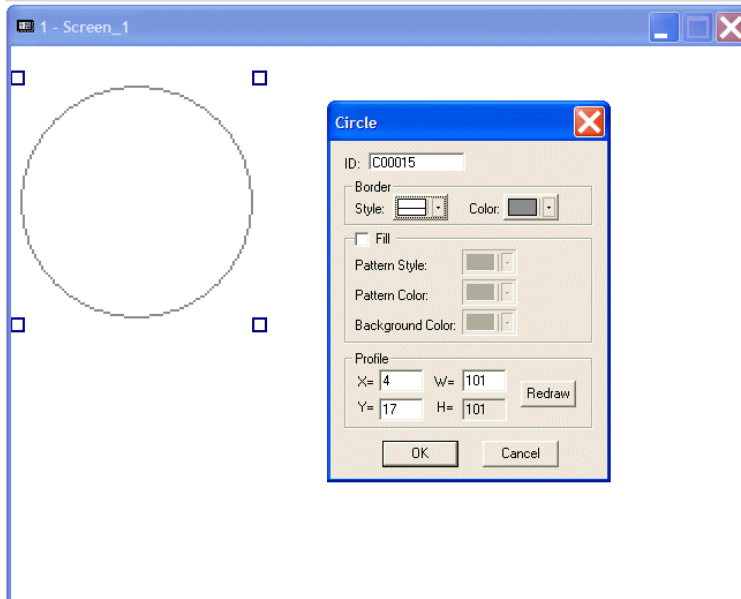 1 - Screen_1
Circle
ID: C00015
Border
Style: Color:
Fill
Pattern Style:
Pattern Color:
Background Color:
Profile
X= 4 W= 101
Redraw
Y= 17 H= 101
OK Cancel